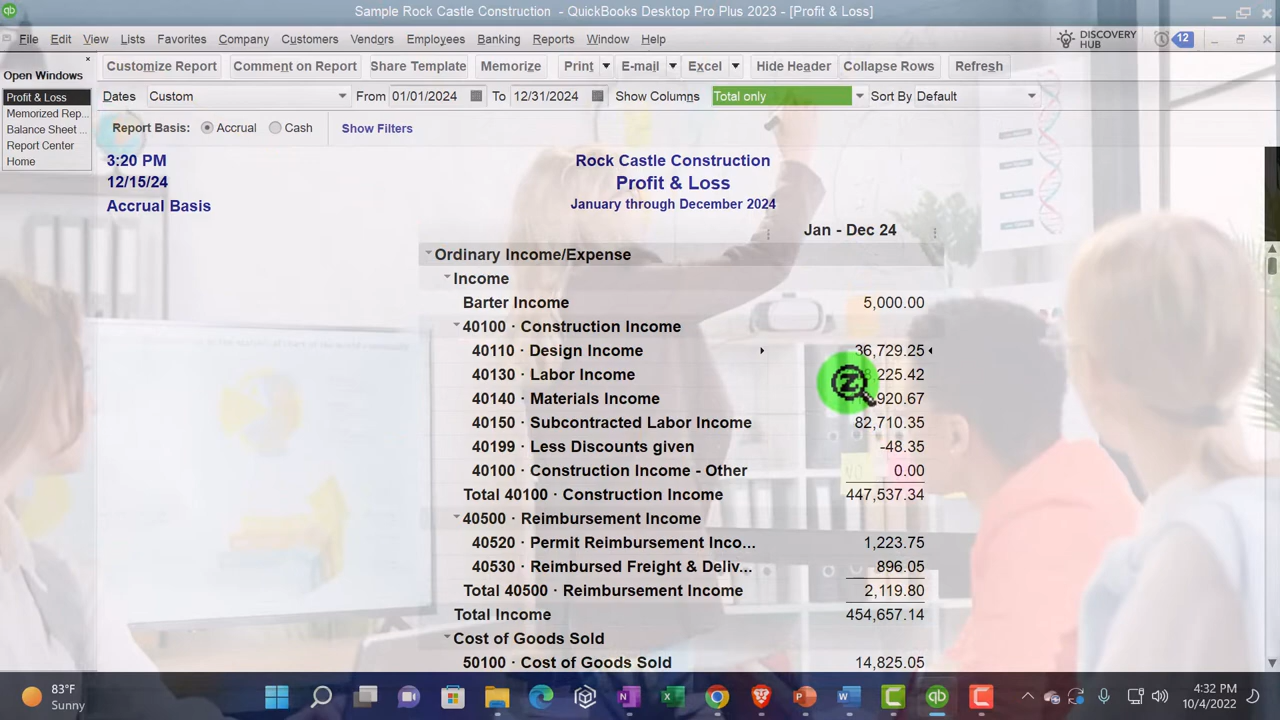 Sample Rock Castle Construction - QuickBooks Desktop Pro Plus 2023 - [Profit & Loss]
File Edit View Lists Favorites Company Customers Vendors Employees Banking Reports Window Help
DISCOVERY HUB 12
Open Windows
Profit & Loss
Memorized Rep...
Balance Sheet ...
Report Center
Home
Customize Report Comment on Report Share Template Memorize Print E-mail Excel Hide Header Collapse Rows Refresh
Dates Custom From 01/01/2024 To 12/31/2024 Show Columns Total only Sort By Default
Report Basis: Accrual Cash Show Filters
3:20 PM
12/15/24
Accrual Basis
Rock Castle Construction
Profit & Loss
January through December 2024
Jan - Dec 24
Ordinary Income/Expense
Income
Barter Income 5,000.00
40100 · Construction Income
40110 · Design Income 36,729.25
40130 · Labor Income
40140 · Materials Income
40150 · Subcontracted Labor Income 82,710.35
40199 · Less Discounts given -48.35
40100 · Construction Income - Other 0.00
Total 40100 · Construction Income 447,537.34
40500 · Reimbursement Income
40520 · Permit Reimbursement Inco... 1,223.75
40530 · Reimbursed Freight & Deliv... 896.05
Total 40500 · Reimbursement Income 2,119.80
Total Income 454,657.14
Cost of Goods Sold
50100 · Cost of Goods Sold 14,825.05
83°F
Sunny
4:32 PM
10/4/2022